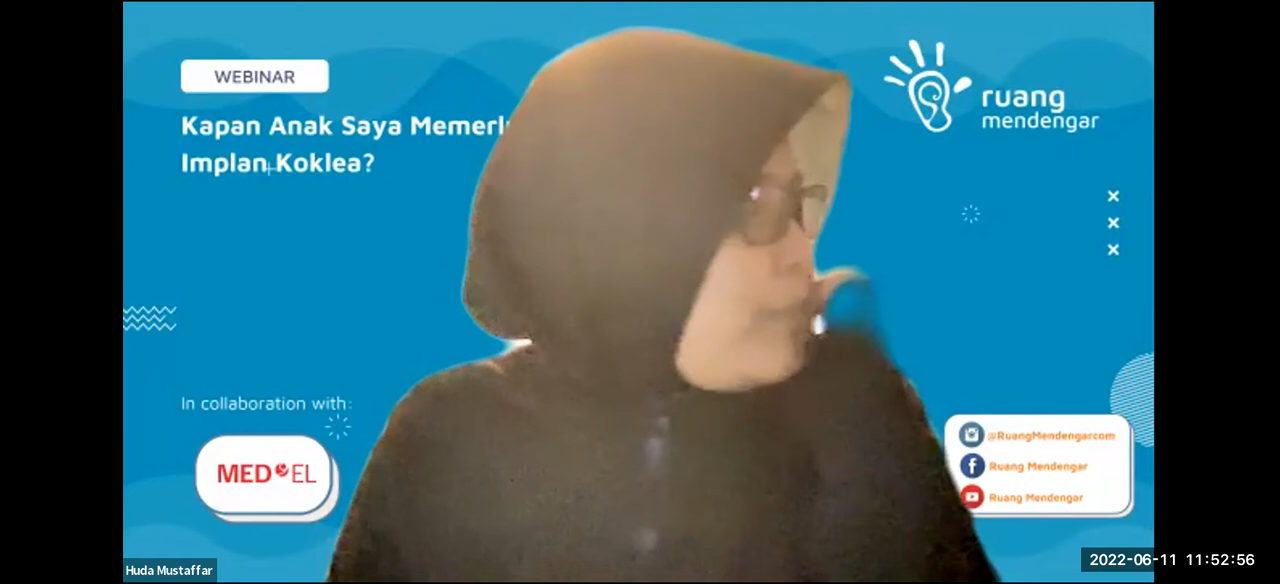 WEBINAR
Kapan Anak Saya Memerl
Implan Koklea?
ruang
mendengar
In collaboration with:
MED EL
@RuangMendengarcom
Ruang Mendengar
Ruang Mendengar
Huda Mustaffar
2022-06-11 11:52:56